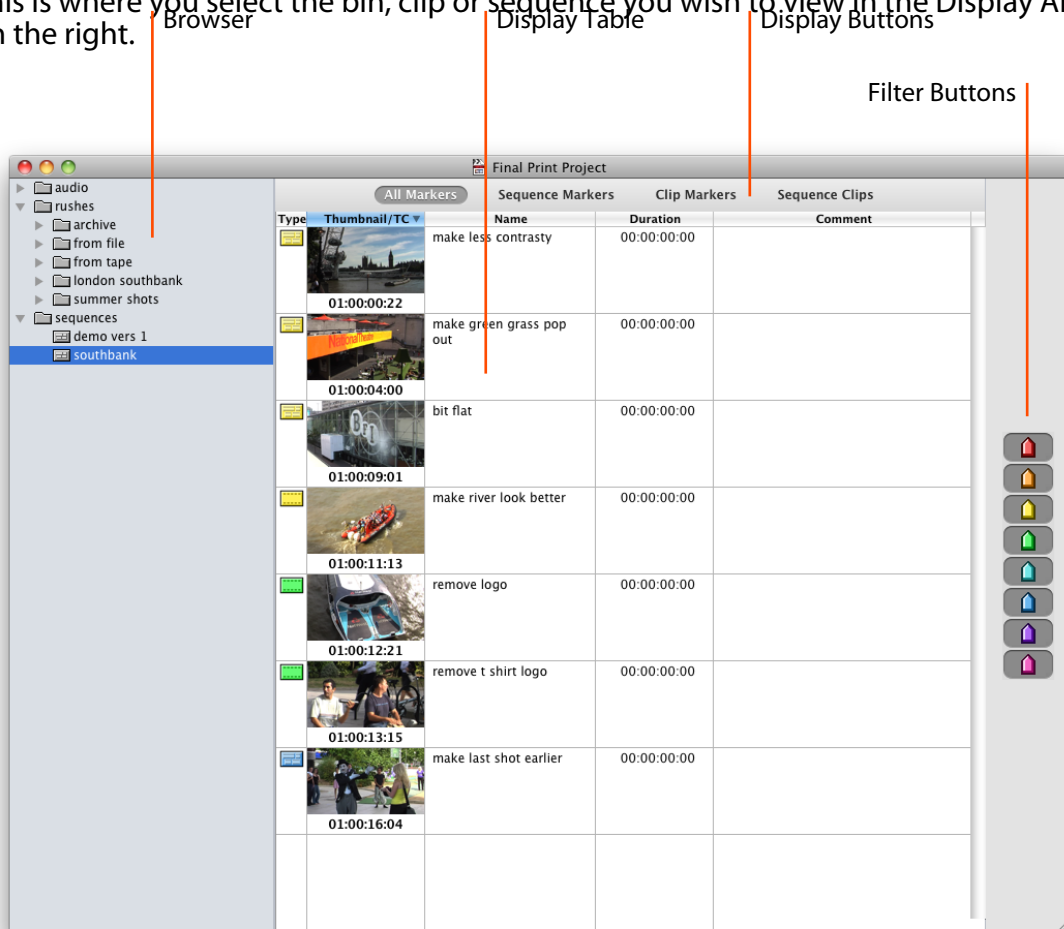 his is where you select the bin, clip or sequence you wish to view in the Display A
n the right.
Browser
Display Table
Display Buttons
Filter Buttons
Final Print Project
audio
rushes
archive
from file
from tape
london southbank
summer shots
sequences
demo vers 1
southbank
All Markers Sequence Markers Clip Markers Sequence Clips
Type Thumbnail/TC Name Duration Comment
make less contrasty 00:00:00:00
01:00:00:22
make green grass pop 00:00:00:00
out
NationalTheatre
01:00:04:00
bit flat 00:00:00:00
BFI
01:00:09:01
make river look better 00:00:00:00
01:00:11:13
remove logo 00:00:00:00
01:00:12:21
remove t shirt logo 00:00:00:00
01:00:13:15
make last shot earlier 00:00:00:00
01:00:16:04